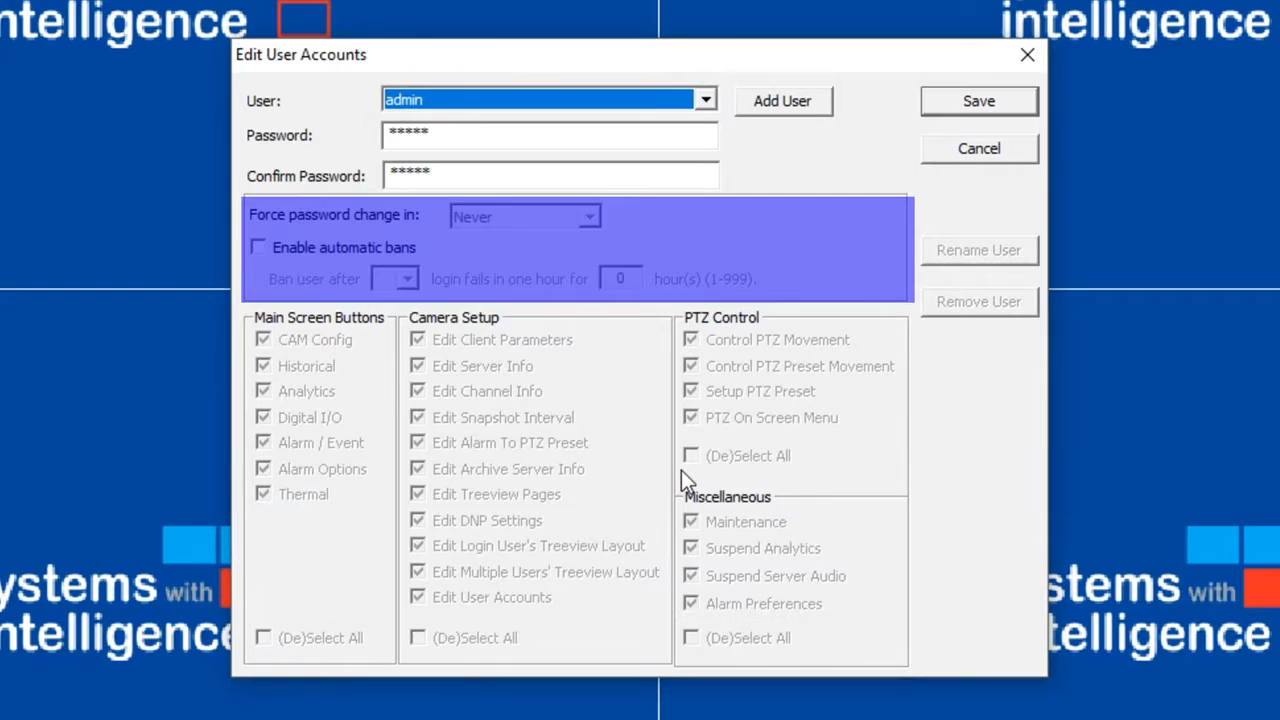 ntelligence
intelligence
Edit User Accounts
User:
admin
Add User
Save
Password:
*****
Cancel
Confirm Password:
*****
Force password change in:
Never
Enable automatic bans
Rename User
Ban user after
login fails in one hour for
0
hour(s) (1-999).
Remove User
Main Screen Buttons
CAM Config
Historical
Analytics
Digital I/O
Alarm / Event
Alarm Options
Thermal
(De)Select All
Camera Setup
Edit Client Parameters
Edit Server Info
Edit Channel Info
Edit Snapshot Interval
Edit Alarm To PTZ Preset
Edit Archive Server Info
Edit Treeview Pages
Edit DNP Settings
Edit Login User's Treeview Layout
Edit Multiple Users' Treeview Layout
Edit User Accounts
(De)Select All
PTZ Control
Control PTZ Movement
Control PTZ Preset Movement
Setup PTZ Preset
PTZ On Screen Menu
(De)Select All
Miscellaneous
Maintenance
Suspend Analytics
Suspend Server Audio
Alarm Preferences
(De)Select All
ystems with
ntelligence
stems with
telligence